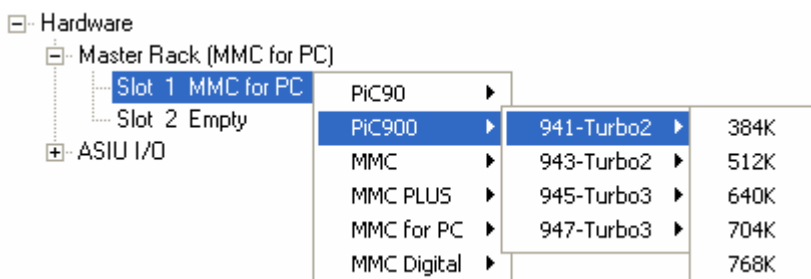 Hardware
Master Rack (MMC for PC)
Slot 1 MMC for PC
Slot 2 Empty
ASIU I/O
PiC90
PiC900
MMC
MMC PLUS
MMC for PC
MMC Digital
941-Turbo2
943-Turbo2
945-Turbo3
947-Turbo3
384K
512K
640K
704K
768K